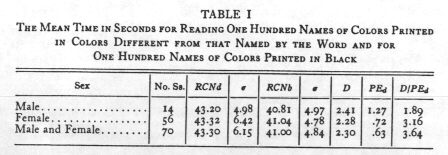 TABLE I
The Mean Time in Seconds for Reading One Hundred Names of Colors Printed
in Colors Different from that Named by the Word and for
One Hundred Names of Colors Printed in Black
Sex No. Ss. RCNd σ RCNb σ D PEd D/PEd
Male.................. 14 43.20 4.98 40.81 4.97 2.41 1.27 1.89
Female................ 56 43.32 6.42 41.04 4.78 2.28 .72 3.16
Male and Female....... 70 43.30 6.15 41.00 4.84 2.30 .63 3.64